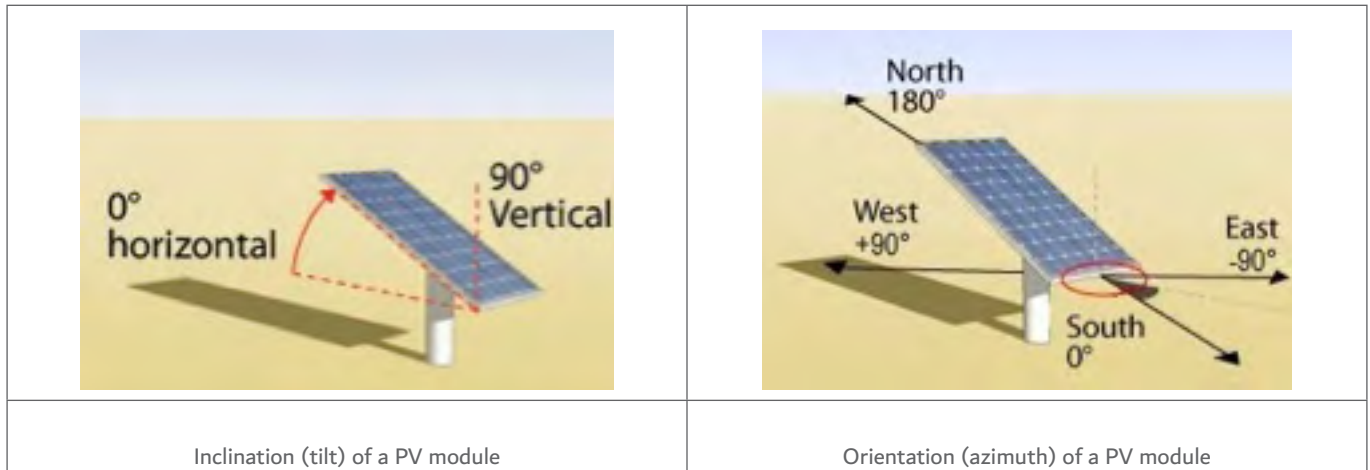 0°
horizontal
90°
Vertical
North
180°
West
+90°
East
-90°
South
0°
Inclination (tilt) of a PV module
Orientation (azimuth) of a PV module